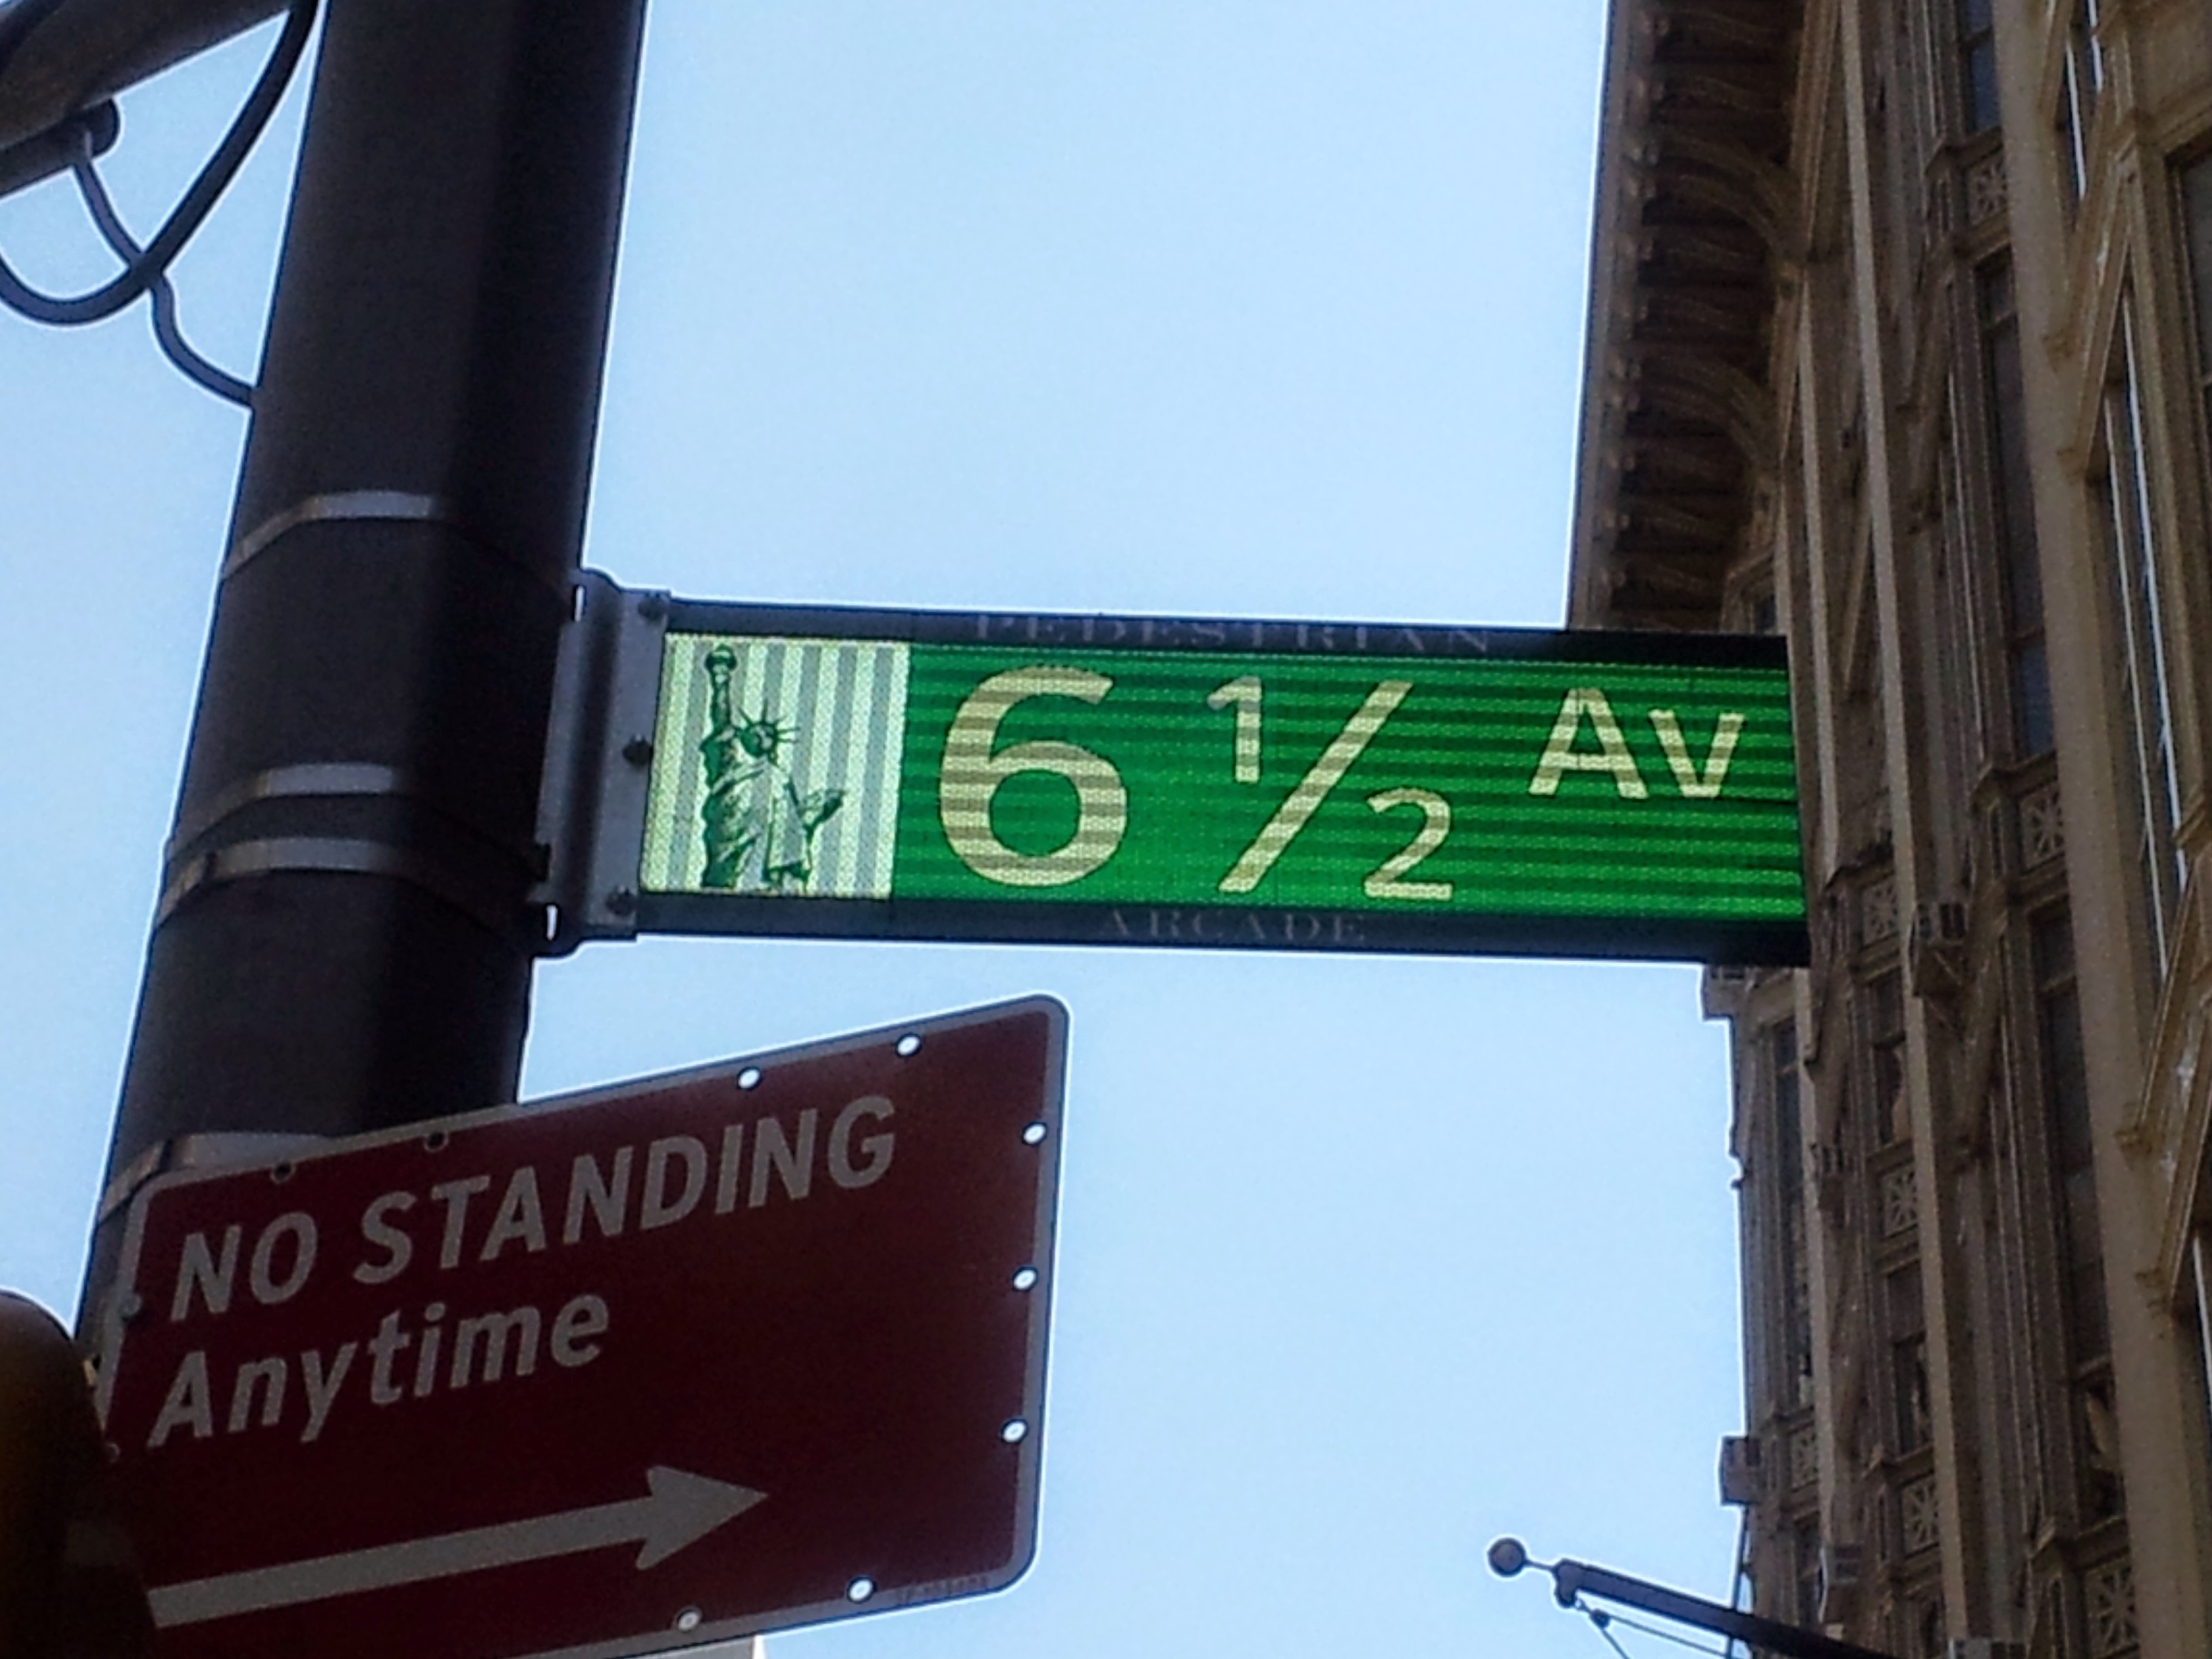 PEDESTRIAN
6 ½ Av
ARCADE
NO STANDING
Anytime